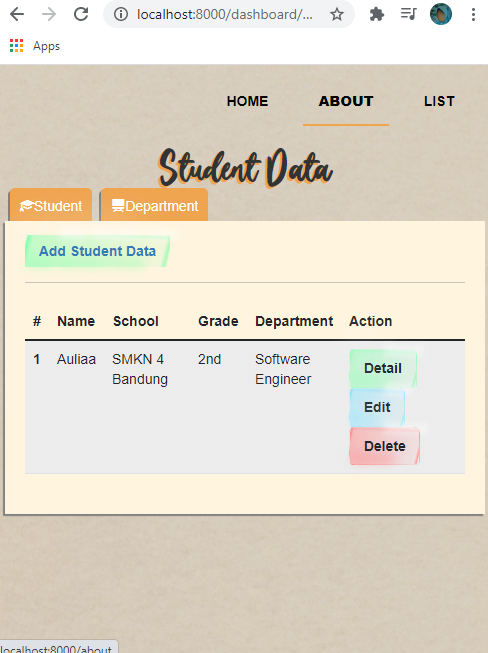 localhost:8000/dashboard/...
Apps
HOME ABOUT LIST
Student Data
Student Department
Add Student Data
# Name School Grade Department Action
1 Auliaa SMKN 4 2nd Software Detail
Bandung Engineer
Edit
Delete
localhost:8000/about